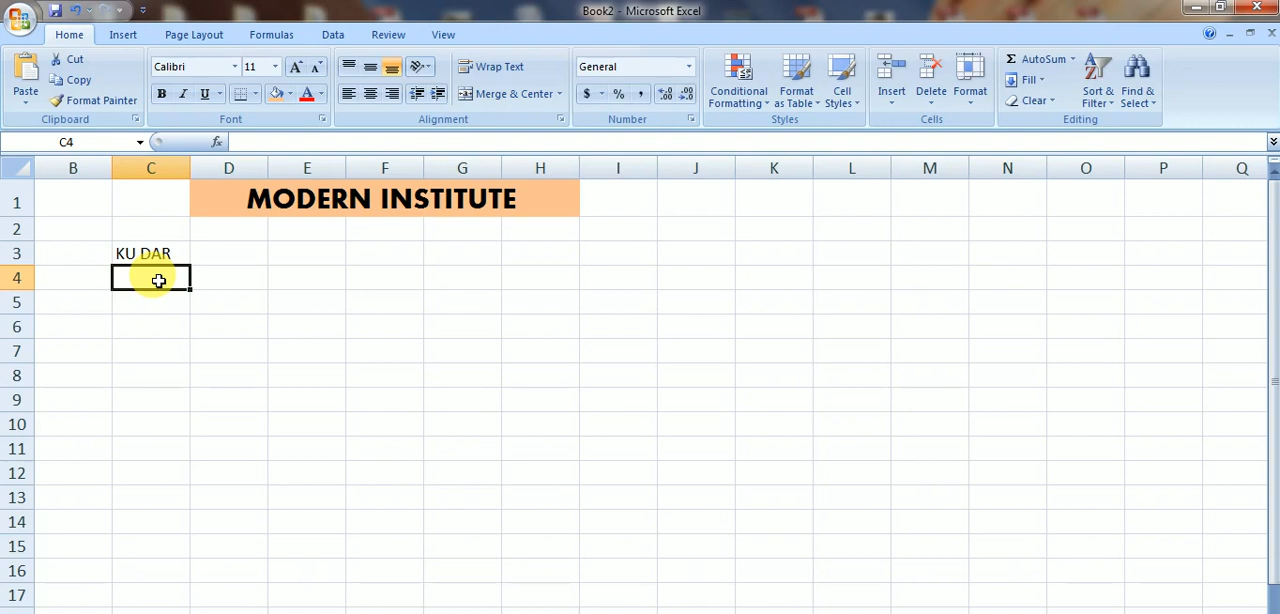 Book2 - Microsoft Excel
Home Insert Page Layout Formulas Data Review View
Cut
Copy
Format Painter
Paste
Clipboard
Calibri 11
B I U
Font
Wrap Text
Merge & Center
Alignment
General
$ % ,
Number
Conditional Formatting
Format as Table
Cell Styles
Styles
Insert Delete Format
Cells
Σ AutoSum
Fill
Clear
Sort & Filter
Find & Select
Editing
C4 fx
B C D E F G H I J K L M N O P Q
1 MODERN INSTITUTE
2
3 KU DAR
4
5
6
7
8
9
10
11
12
13
14
15
16
17